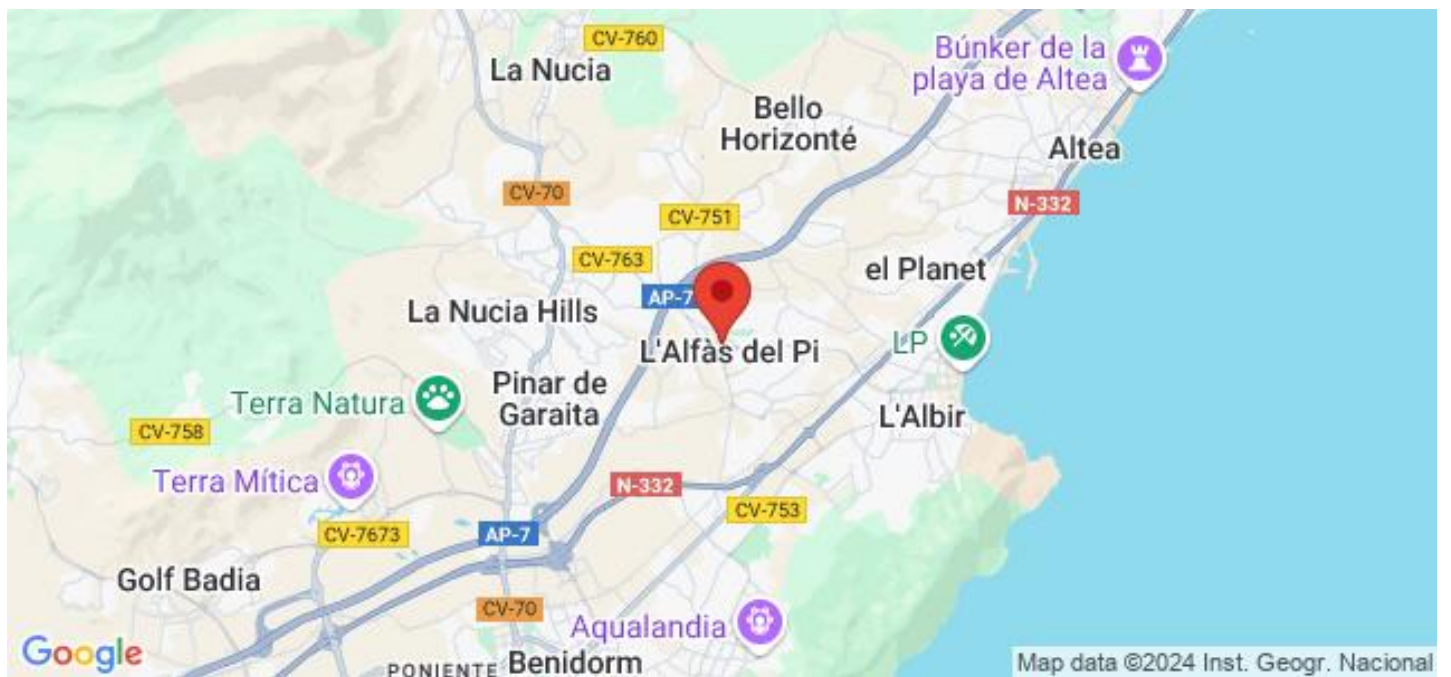 CV-760
Búnker de la
playa de Altea
La Nucia
Bello
Horizonté
Altea
CV-70
N-332
CV-751
CV-763
el Planet
AP-7
La Nucia Hills
L'Alfàs del Pi
LP
Pinar de
Garaita
Terra Natura
L'Albir
CV-758
Terra Mítica
N-332
CV-753
CV-7673
AP-7
Golf Badia
CV-70
Aqualandia
Google
PONIENTE
Benidorm
Map data ©2024 Inst. Geogr. Nacional